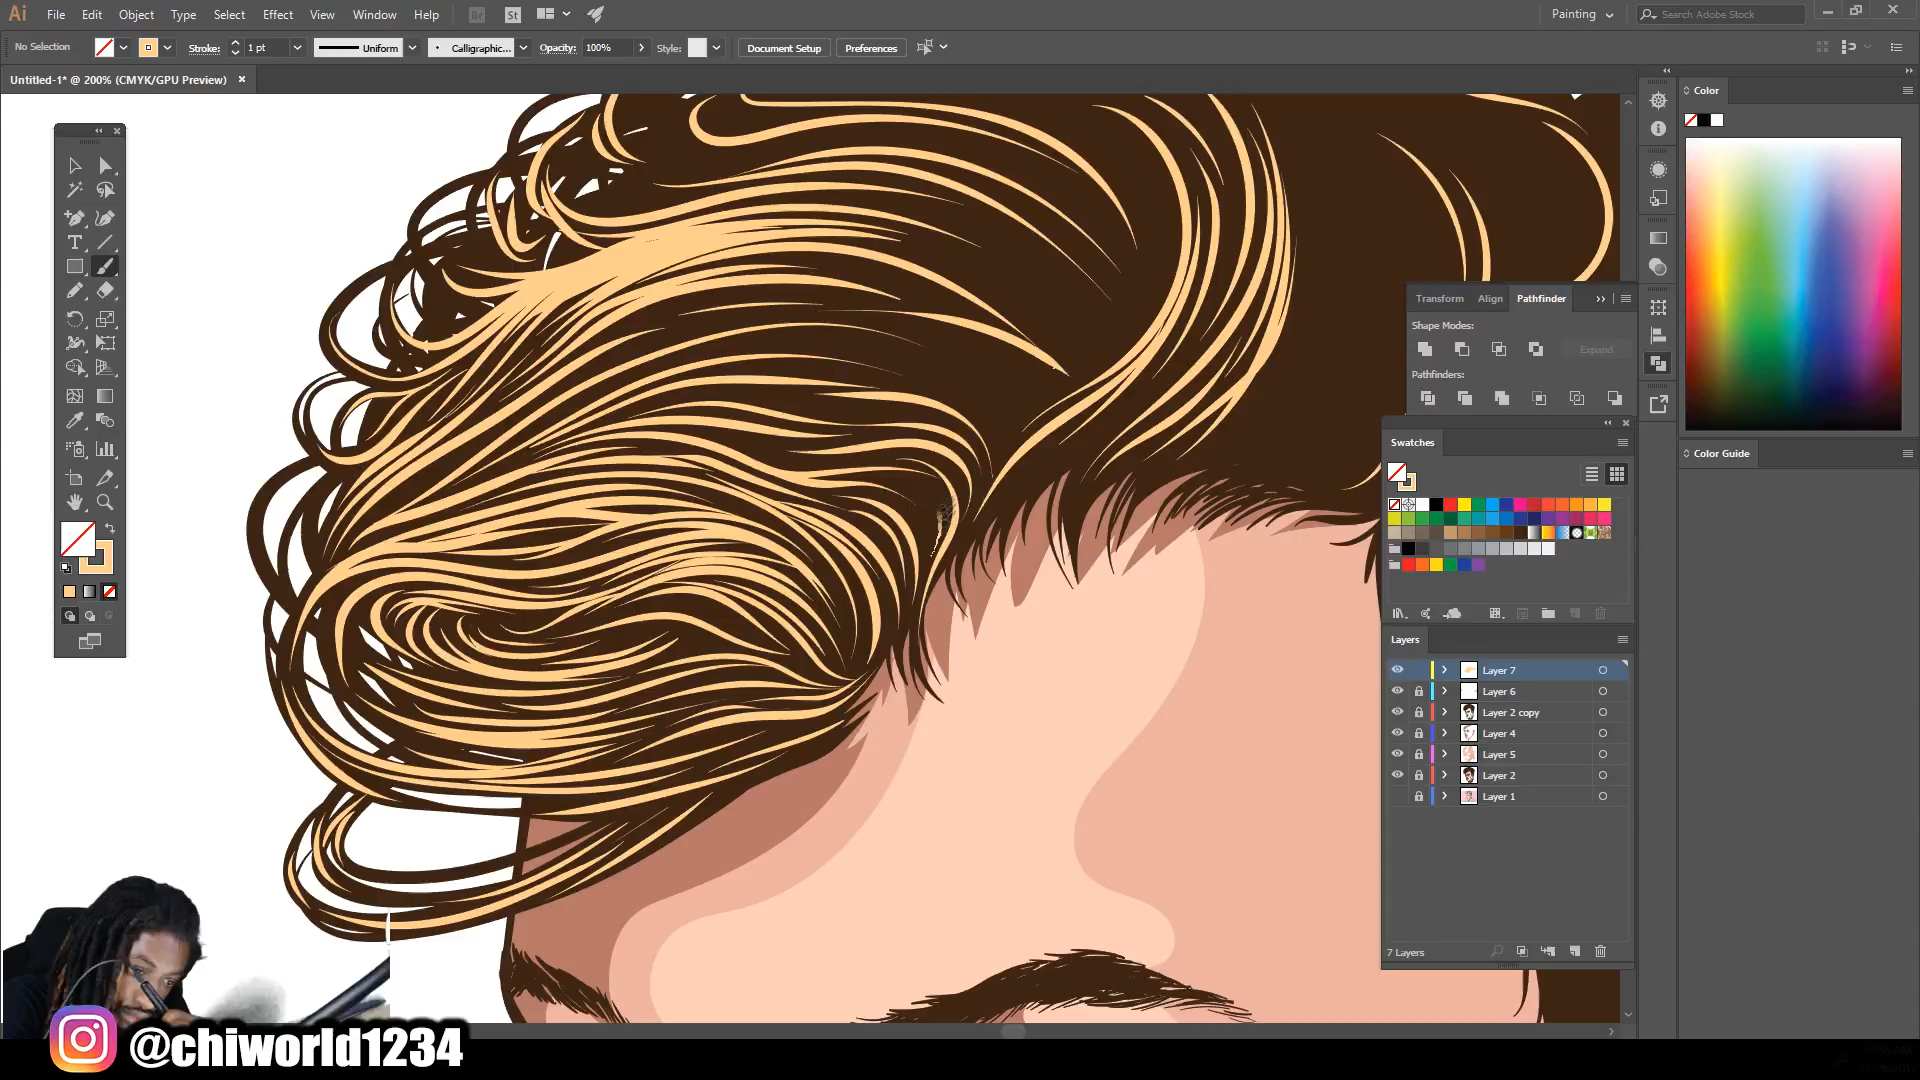 Ai File Edit Object Type Select Effect View Window Help Br St Painting Search Adobe Stock
No Selection Stroke: 1 pt Uniform Calligraphic... Opacity: 100% Style: Document Setup Preferences
Untitled-1* @ 200% (CMYK/GPU Preview)
Color
Transform Align Pathfinder
Shape Modes:
Expand
Pathfinders:
Swatches
Color Guide
Layers
Layer 7
Layer 6
Layer 2 copy
Layer 4
Layer 5
Layer 2
Layer 1
7 Layers
@chiworld1234